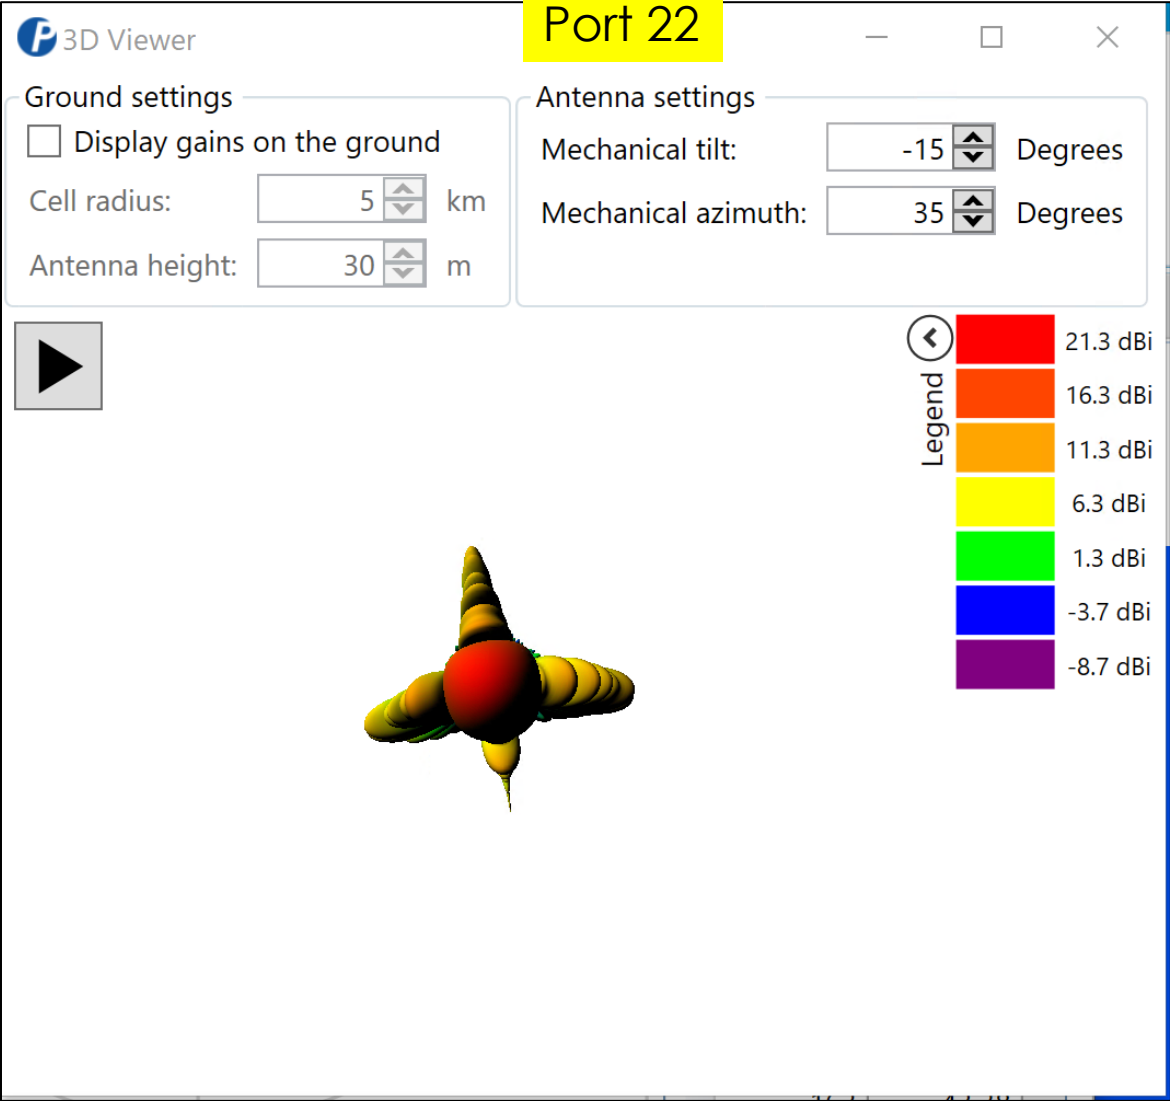 Port 22
3D Viewer
Ground settings
Display gains on the ground
Cell radius: 5 km
Antenna height: 30 m
Antenna settings
Mechanical tilt: -15 Degrees
Mechanical azimuth: 35 Degrees
Legend
21.3 dBi
16.3 dBi
11.3 dBi
6.3 dBi
1.3 dBi
-3.7 dBi
-8.7 dBi